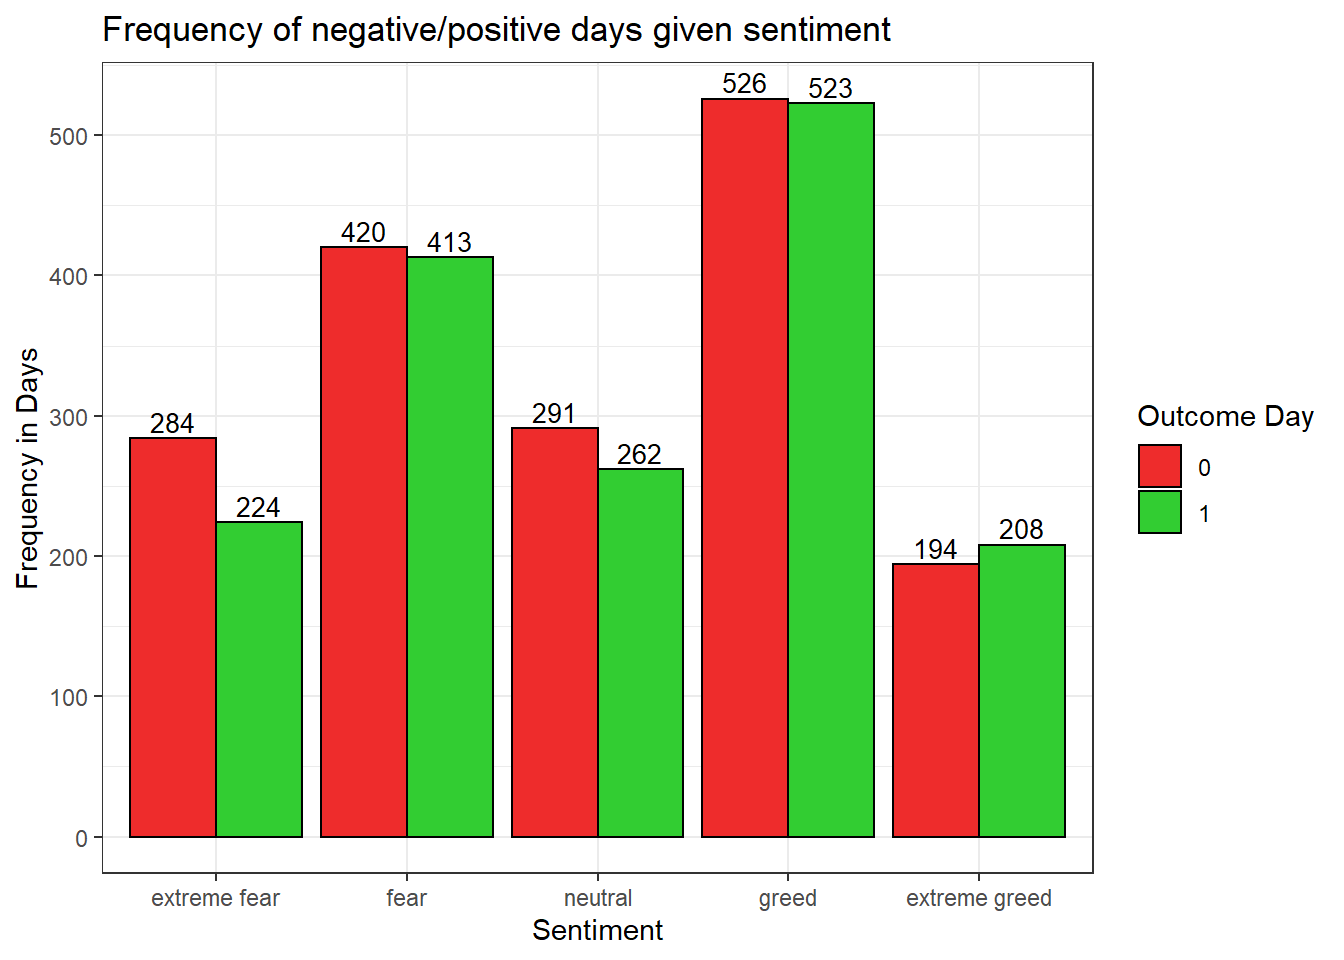 Frequency of negative/positive days given sentiment
Frequency in Days
500
400
300
200
100
0
284
224
420
413
291
262
526
523
194
208
extreme fear
fear
neutral
greed
extreme greed
Sentiment
Outcome Day
0
1